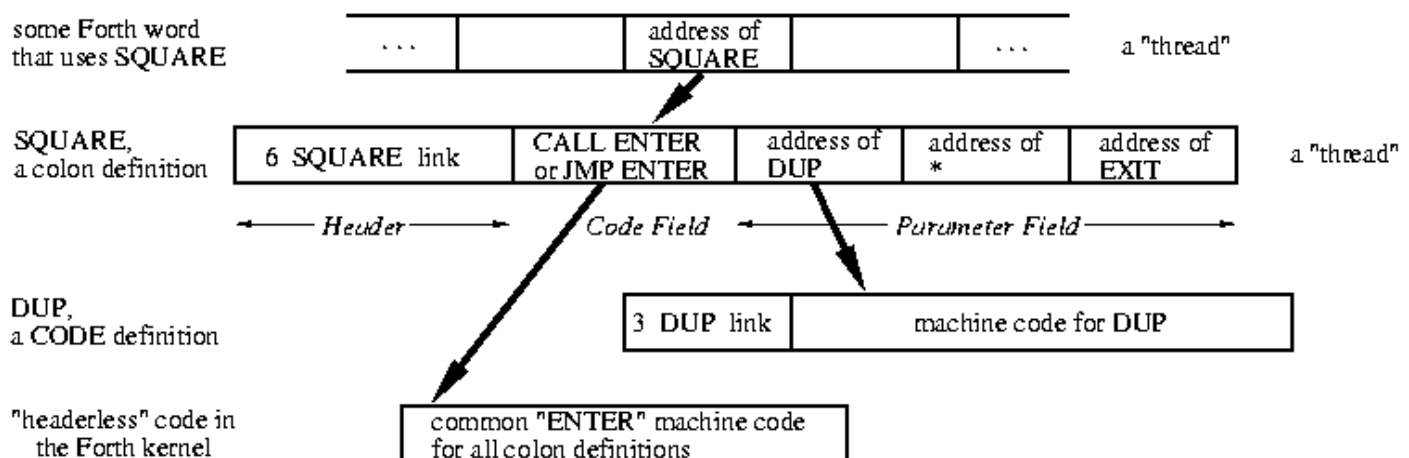 some Forth word
that uses SQUARE
. . .
address of
SQUARE
. . .
a "thread"
SQUARE,
a colon definition
6 SQUARE link
CALL ENTER
or JMP ENTER
address of
DUP
address of
*
address of
EXIT
a "thread"
Header
Code Field
Parameter Field
DUP,
a CODE definition
3 DUP link
machine code for DUP
"headerless" code in
the Forth kernel
common "ENTER" machine code
for all colon definitions